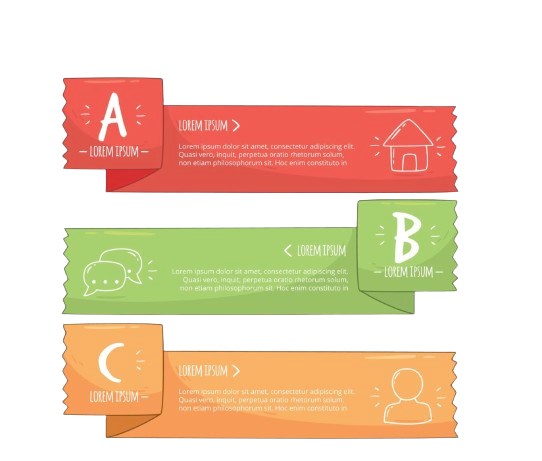 A
LOREM IPSUM
LOREM IPSUM
Lorem ipsum dolor sit amet, consectetur adipiscing elit.
Quasi vero, inquit, perpetua oratio rhetorum solum,
non etiam philosophorum sit. Hoc enim constituto in
B
LOREM IPSUM
LOREM IPSUM
Lorem ipsum dolor sit amet, consectetur adipiscing elit.
Quasi vero, inquit, perpetua oratio rhetorum solum,
non etiam philosophorum sit. Hoc enim constituto in
C
LOREM IPSUM
LOREM IPSUM
Lorem ipsum dolor sit amet, consectetur adipiscing elit.
Quasi vero, inquit, perpetua oratio rhetorum solum,
non etiam philosophorum sit. Hoc enim constituto in